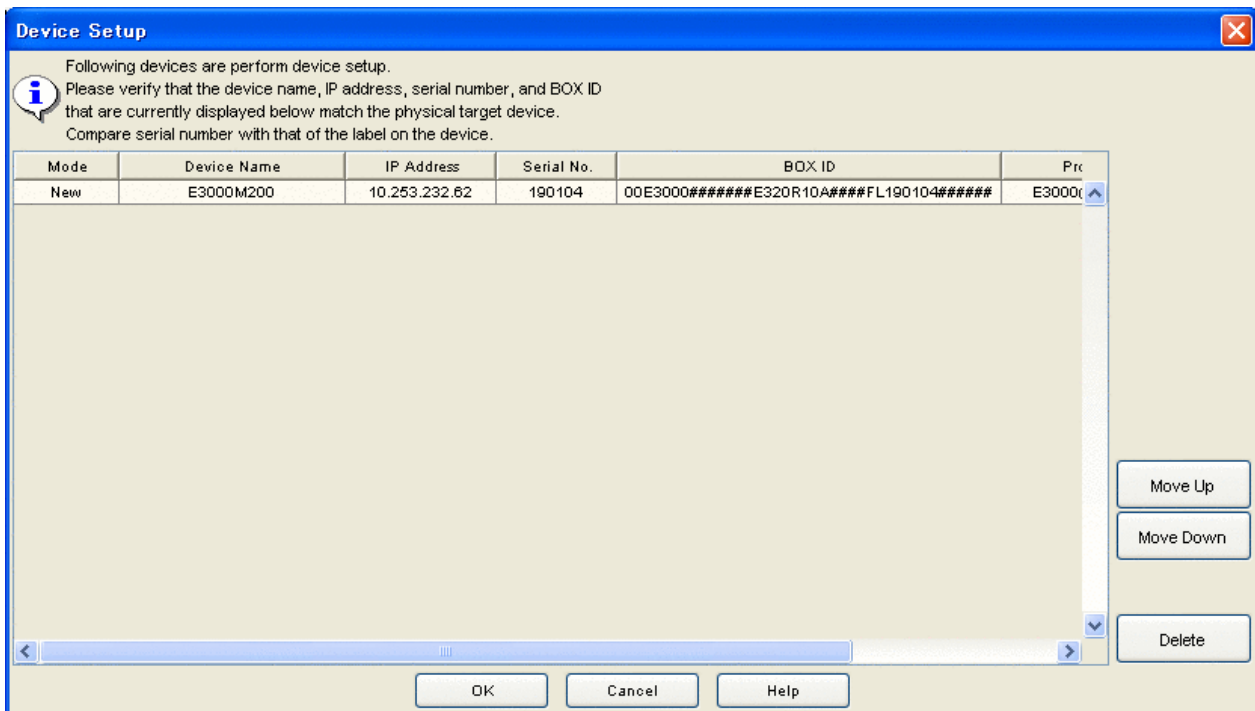 Device Setup
Following devices are perform device setup.
Please verify that the device name, IP address, serial number, and BOX ID
that are currently displayed below match the physical target device.
Compare serial number with that of the label on the device.
Mode Device Name IP Address Serial No. BOX ID Pro
New E3000M200 10.253.232.62 190104 00E3000#######E320R10A####FL190104###### E3000(
Move Up
Move Down
Delete
OK Cancel Help